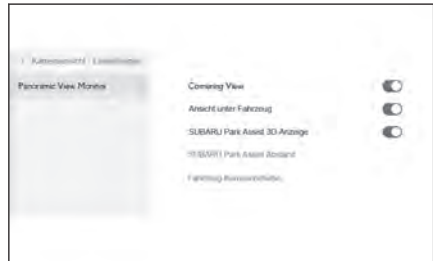 Panoramic View Monitor
Cornering View
Ansicht unter Fahrzeug
SUBARU Park Assist 3D-Anzeige
SUBARU Park Assist Abstand